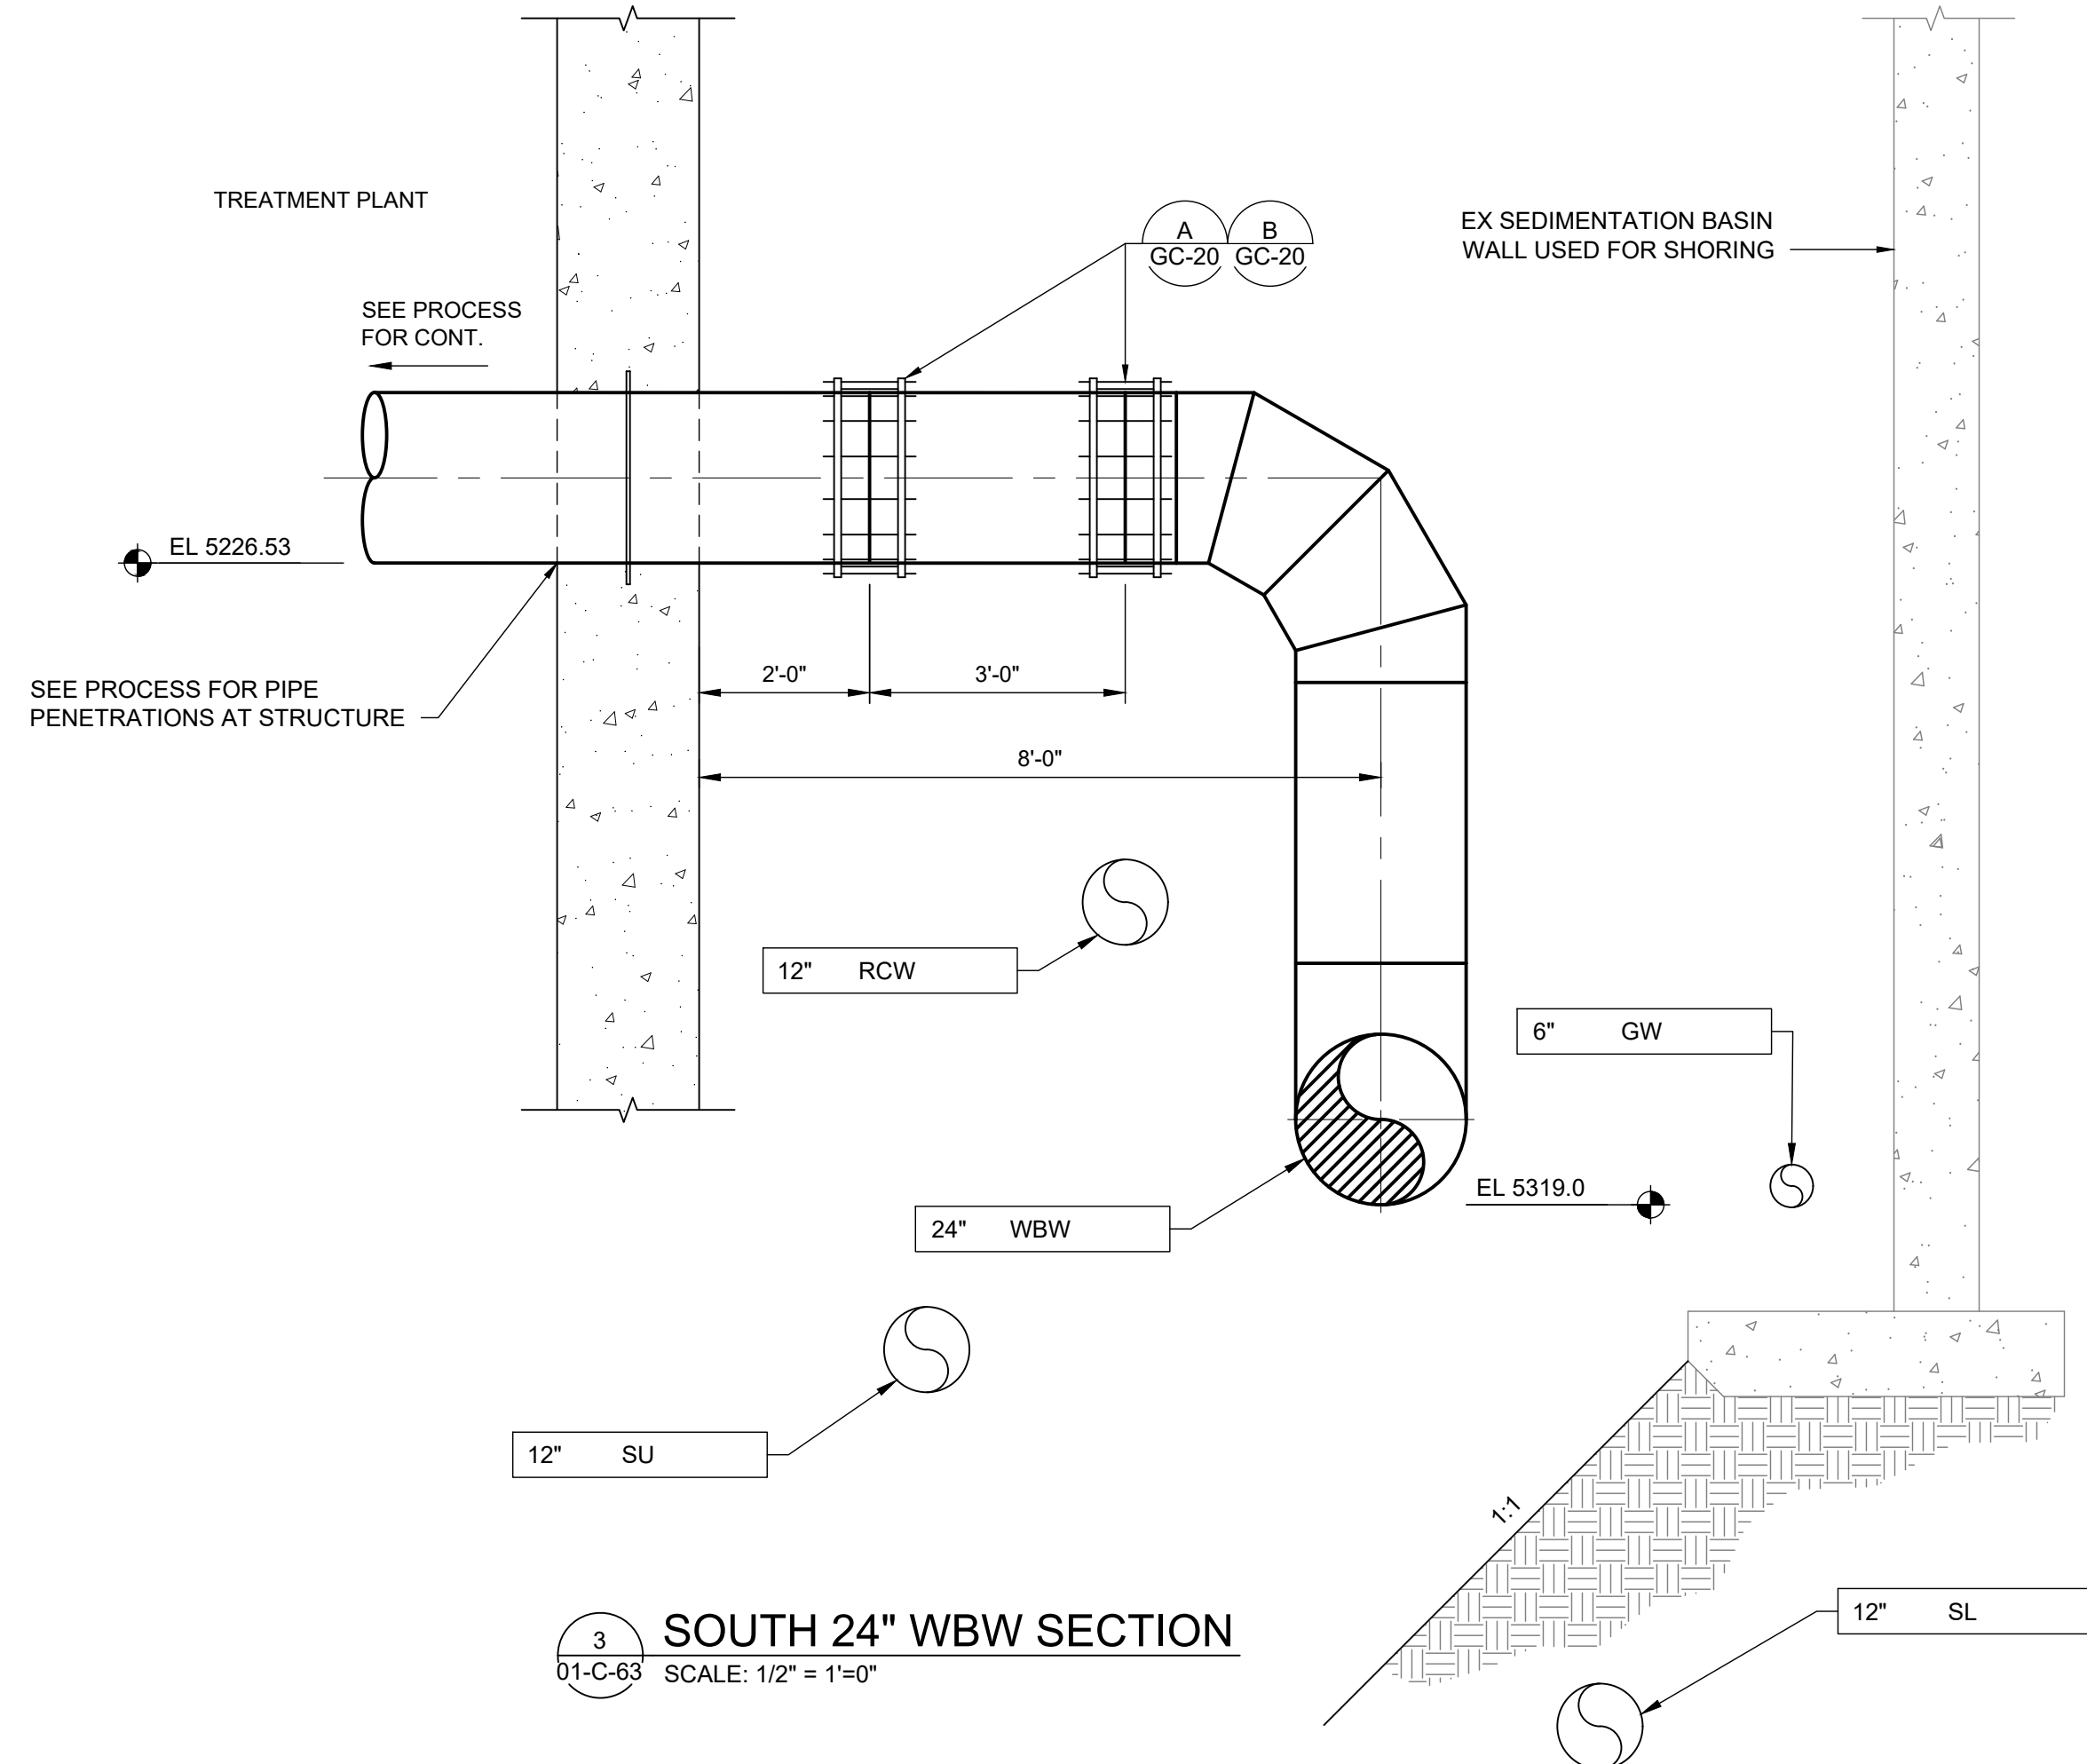 TREATMENT PLANT
A B
GC-20 GC-20
EX SEDIMENTATION BASIN
WALL USED FOR SHORING
SEE PROCESS
FOR CONT.
EL 5226.53
SEE PROCESS FOR PIPE
PENETRATIONS AT STRUCTURE
2'-0" 3'-0"
8'-0"
12" RCW
6" GW
EL 5319.0
24" WBW
12" SU
1:1
12" SL
3
01-C-63
SOUTH 24" WBW SECTION
SCALE: 1/2" = 1'=0"